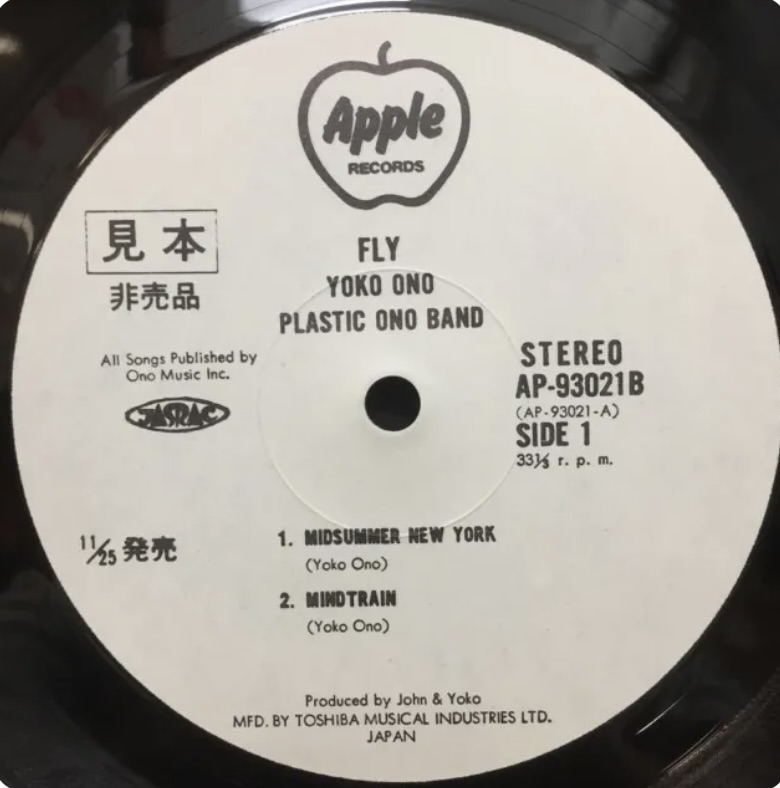 Apple
RECORDS
見本
非売品
FLY
YOKO ONO
PLASTIC ONO BAND
All Songs Published by
Ono Music Inc.
JASRAC
STEREO
AP-93021B
(AP-93021-A)
SIDE 1
33⅓ r. p. m.
11/25 発売
1. MIDSUMMER NEW YORK
(Yoko Ono)
2. MINDTRAIN
(Yoko Ono)
Produced by John & Yoko
MFD. BY TOSHIBA MUSICAL INDUSTRIES LTD.
JAPAN